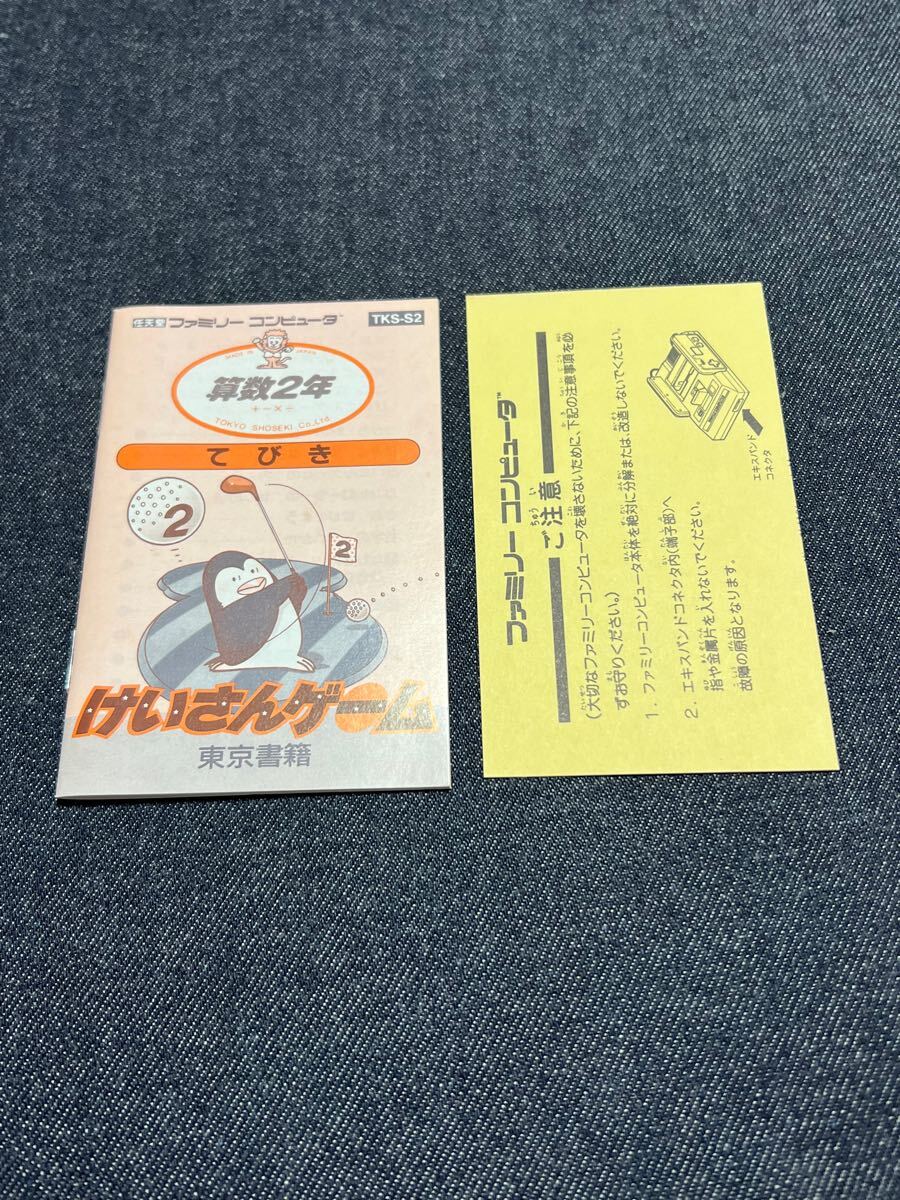 任天堂 ファミリー コンピュータ™
TKS-S2
MADE IN JAPAN
算数2年
+−×÷
TOKYO SHOSEKI Co.,Ltd.
てびき
2
2
けいさんゲーム
東京書籍
ファミリー コンピュータ™
ご注意
(大切なファミリーコンピュータを壊さないために、下記の注意事項を必
ずお守りください。)
1. ファミリーコンピュータ本体を絶対に分解または、改造しないでください。
2. エキスパンドコネクタ内(端子部)へ
指や金属片を入れないでください。
故障の原因となります。
エキスパンド
コネクタ